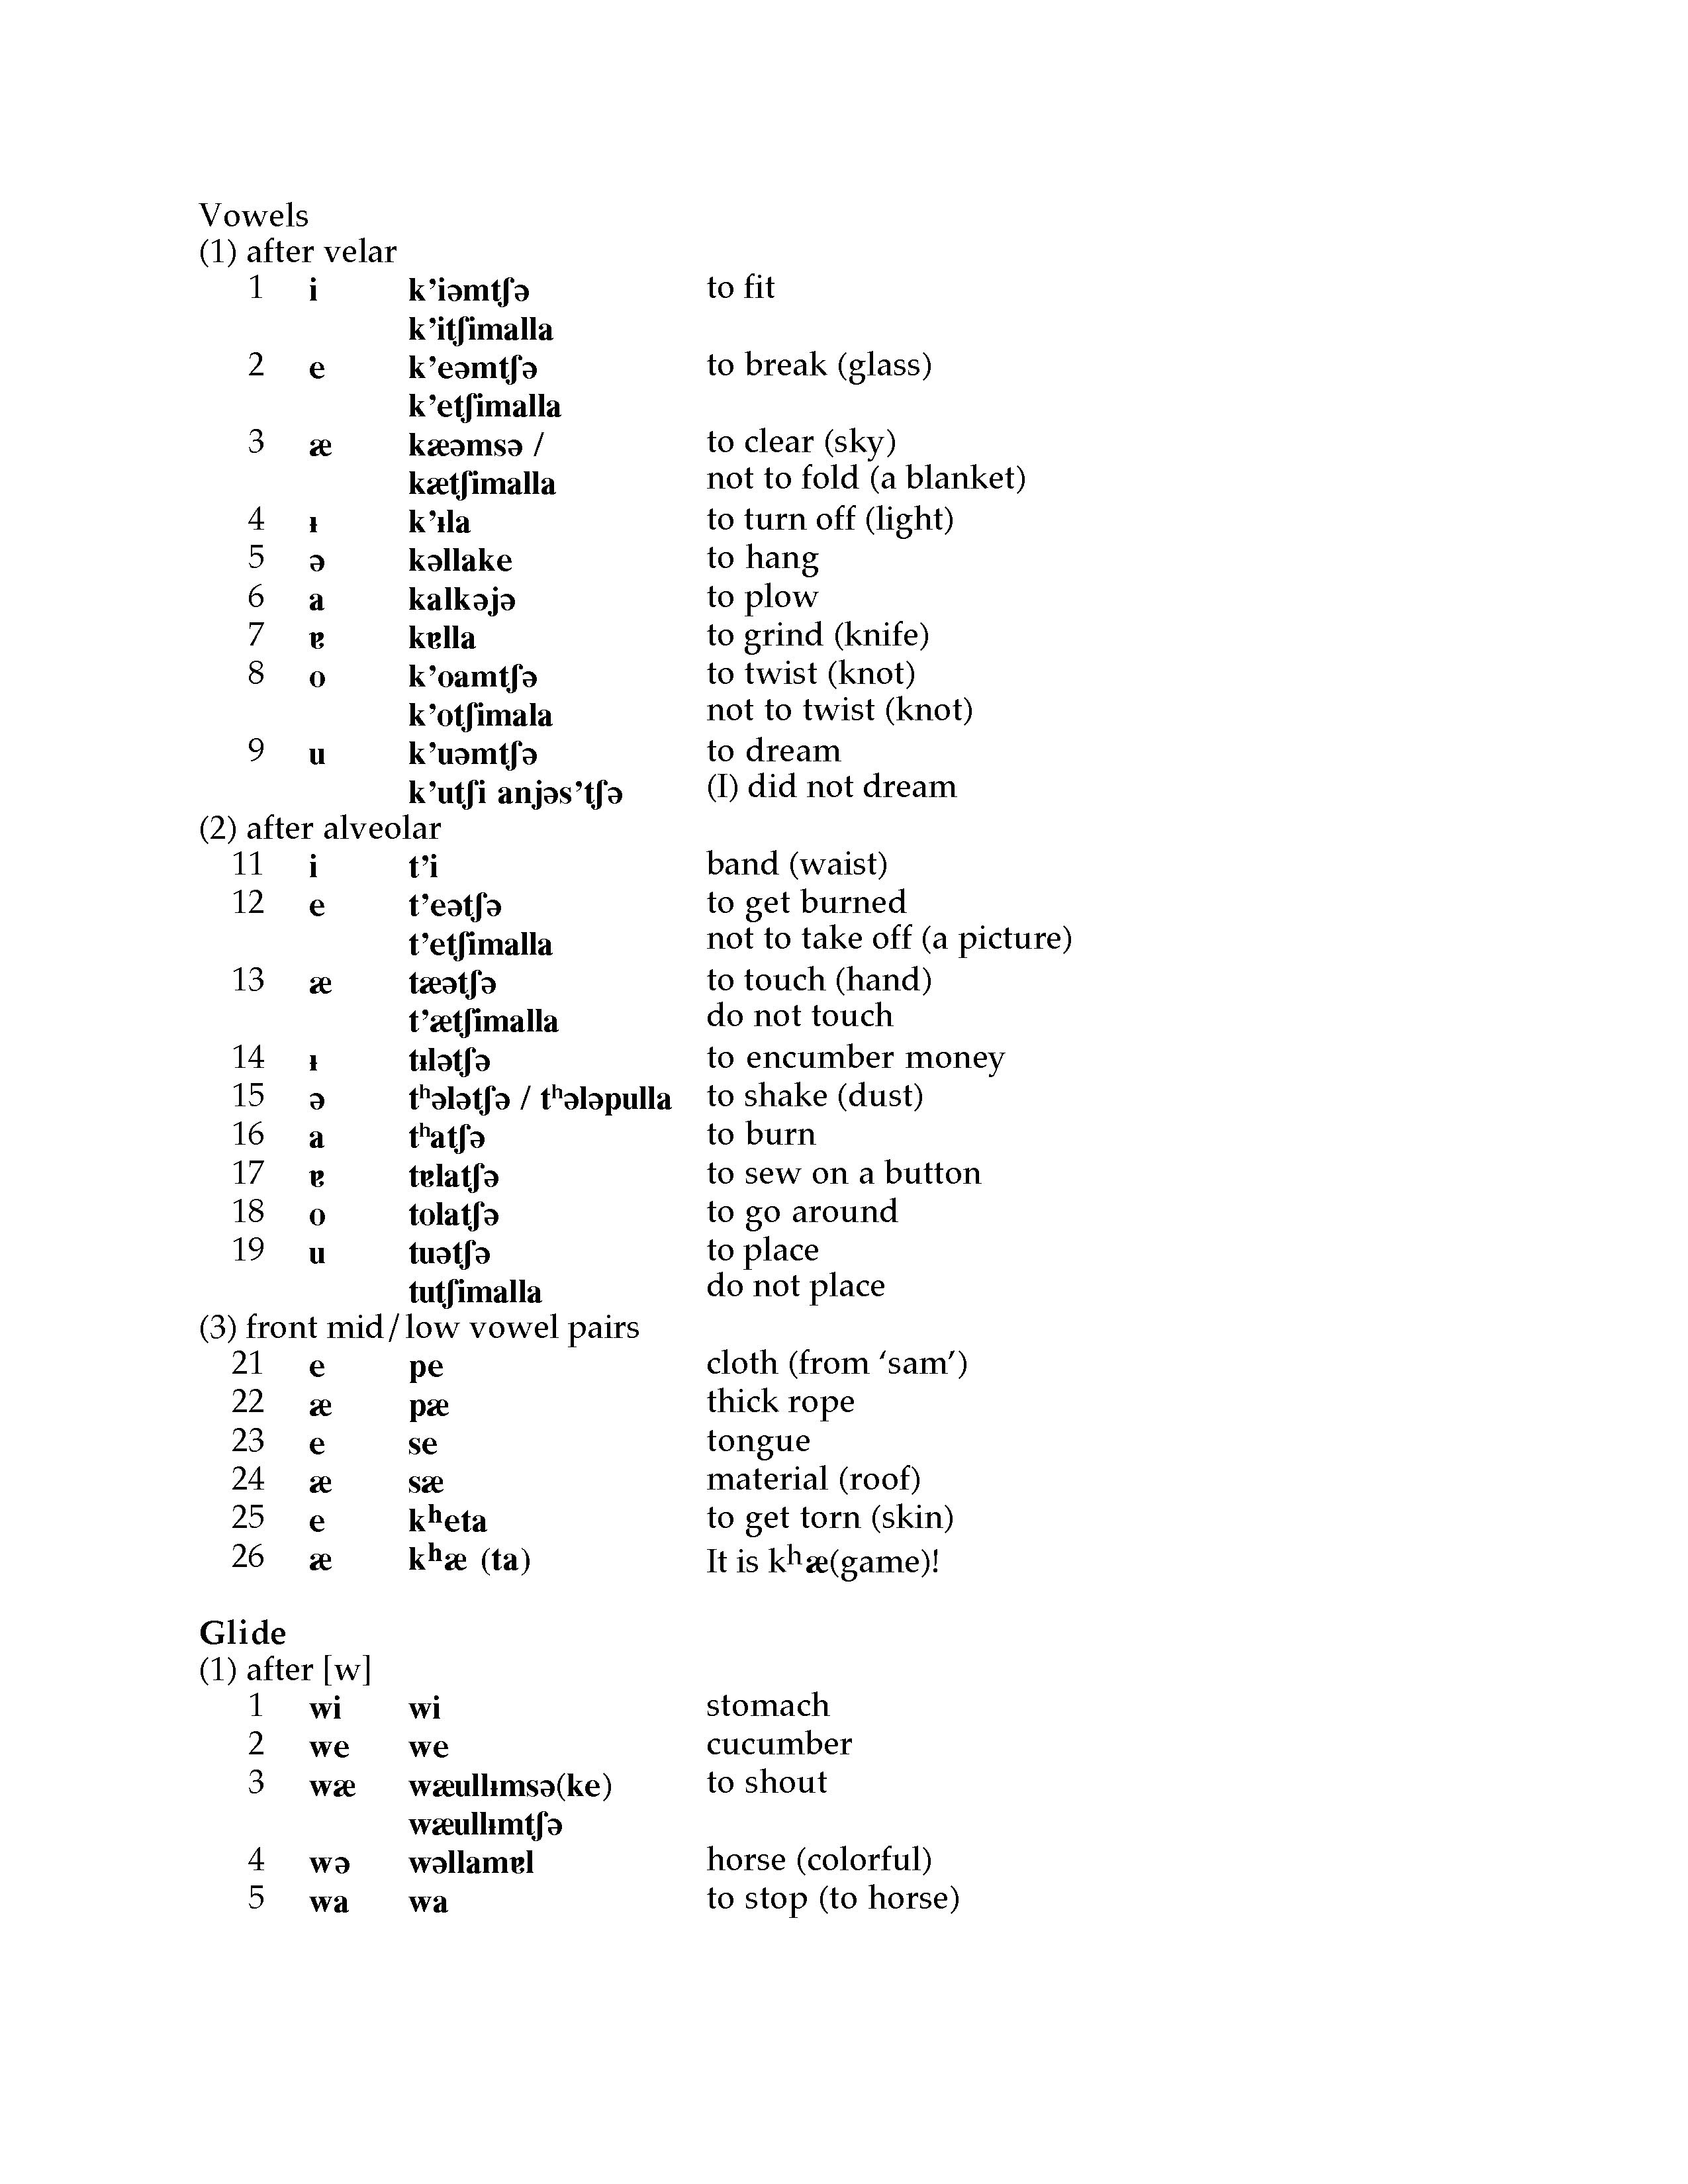 Vowels
(1) after velar
1 i k’iəmtʃə to fit
k’itʃimalla
2 e k’eəmtʃə to break (glass)
k’etʃimalla
3 æ kæəmsə / to clear (sky)
kætʃimalla not to fold (a blanket)
4 ᵻ k’ᵻla to turn off (light)
5 ə kəllake to hang
6 a kalkəjə to plow
7 ɐ kɐlla to grind (knife)
8 o k’oamtʃə to twist (knot)
k’otʃimala not to twist (knot)
9 u k’uəmtʃə to dream
k’utʃi anjəs’tʃə (I) did not dream
(2) after alveolar
11 i t’i band (waist)
12 e t’eətʃə to get burned
t’etʃimalla not to take off (a picture)
13 æ tæətʃə to touch (hand)
t’ætʃimalla do not touch
14 ᵻ tᵻlətʃə to encumber money
15 ə tʰələtʃə / tʰələpulla to shake (dust)
16 a tʰatʃə to burn
17 ɐ tɐlatʃə to sew on a button
18 o tolatʃə to go around
19 u tuətʃə to place
tutʃimalla do not place
(3) front mid/low vowel pairs
21 e pe cloth (from ‘sam’)
22 æ pæ thick rope
23 e se tongue
24 æ sæ material (roof)
25 e kʰeta to get torn (skin)
26 æ kʰæ (ta) It is kʰæ(game)!
Glide
(1) after [w]
1 wi wi stomach
2 we we cucumber
3 wæ wæullᵻmsə(ke) to shout
wæullᵻmtʃə
4 wə wəllamɐl horse (colorful)
5 wa wa to stop (to horse)